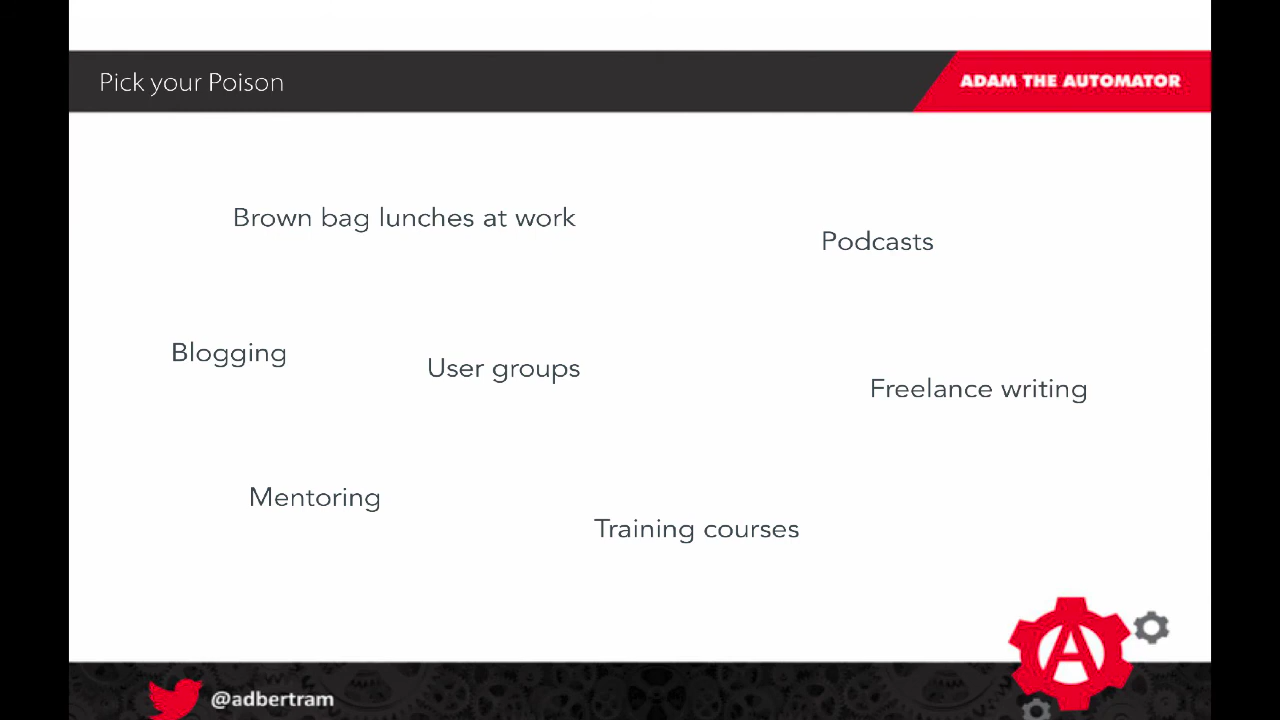 Pick your Poison
ADAM THE AUTOMATOR
Brown bag lunches at work
Podcasts
Blogging
User groups
Freelance writing
Mentoring
Training courses
A
@adbertram